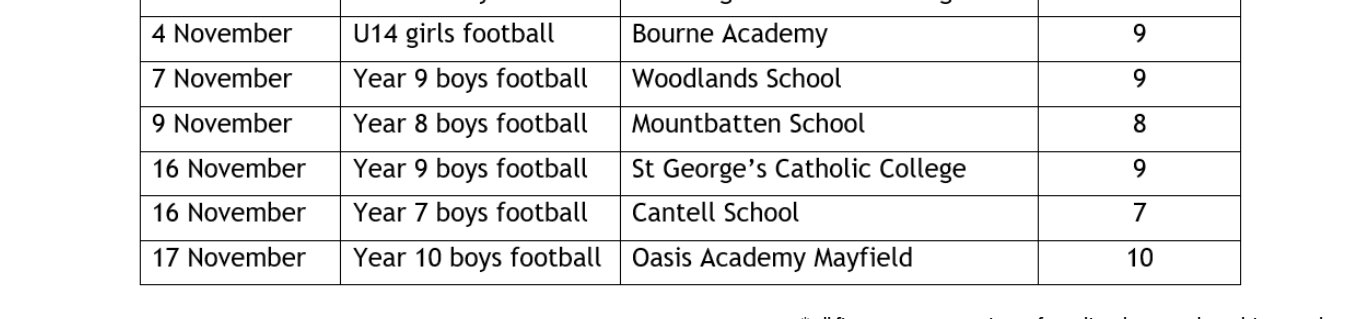 4 November U14 girls football Bourne Academy 9
7 November Year 9 boys football Woodlands School 9
9 November Year 8 boys football Mountbatten School 8
16 November Year 9 boys football St George’s Catholic College 9
16 November Year 7 boys football Cantell School 7
17 November Year 10 boys football Oasis Academy Mayfield 10